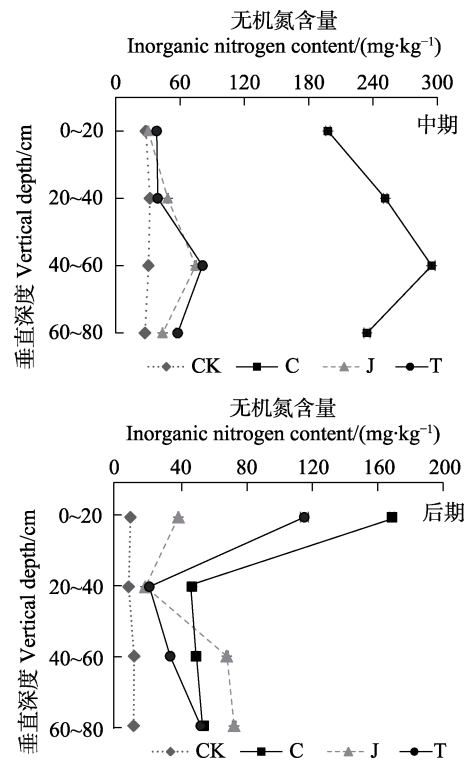 无机氮含量
Inorganic nitrogen content/(mg·kg⁻¹)
0 60 120 180 240 300
中期
0~20
20~40
40~60
60~80
垂直深度 Vertical depth/cm
CK C J T
无机氮含量
Inorganic nitrogen content/(mg·kg⁻¹)
0 40 80 120 160 200
后期
0~20
20~40
40~60
60~80
垂直深度 Vertical depth/cm
CK C J T